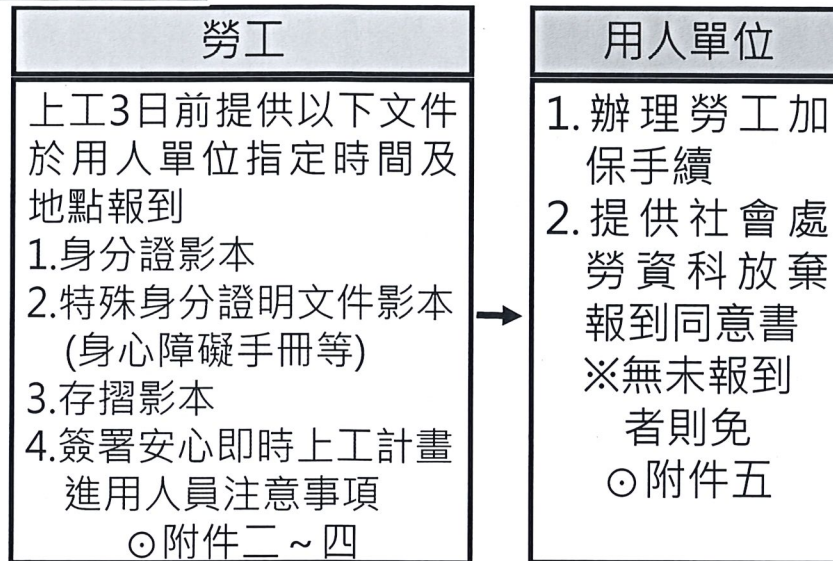 勞工
上工3日前提供以下文件
於用人單位指定時間及
地點報到
1.身分證影本
2.特殊身分證明文件影本
(身心障礙手冊等)
3.存摺影本
4.簽署安心即時上工計畫
進用人員注意事項
⊙附件二~四
用人單位
1.辦理勞工加
保手續
2.提供社會處
勞資科放棄
報到同意書
※無未報到
者則免
⊙附件五